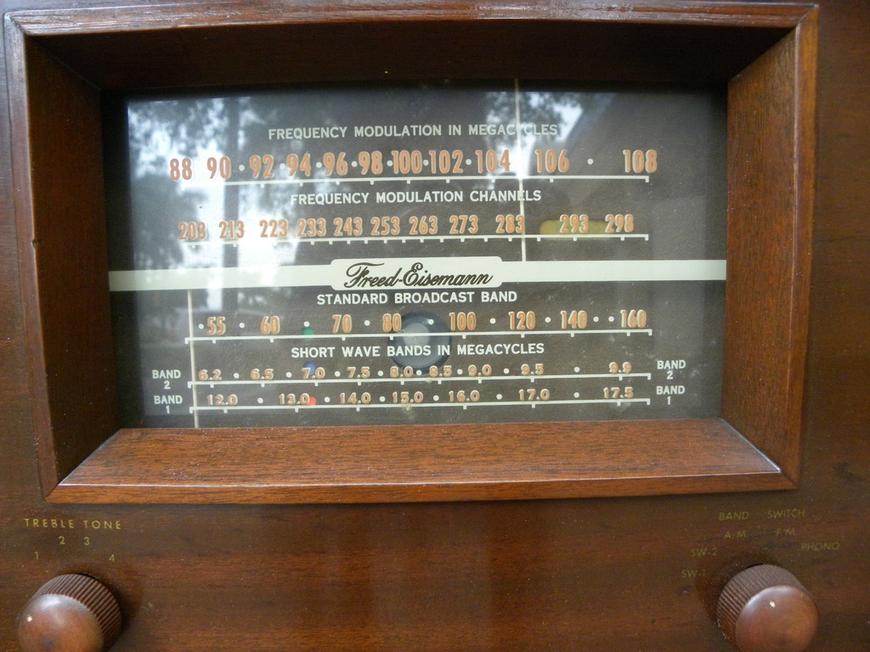 FREQUENCY MODULATION IN MEGACYCLES
88 90 · 92 · 94 · 96 · 98 · 100 · 102 · 104 · 106 · 108
FREQUENCY MODULATION CHANNELS
203 213 223 233 243 253 263 273 283 293 298
Freed-Eisemann
STANDARD BROADCAST BAND
· 55 · 60 · 70 · 80 · 100 · 120 · 140 · · 160
SHORT WAVE BANDS IN MEGACYCLES
BAND 2 6.2 · 6.5 · 7.0 · 7.5 · 8.0 · 8.5 · 9.0 · 9.5 · 9.9 BAND 2
BAND 1 12.0 · 13.0 · 14.0 · 15.0 · 16.0 · 17.0 · 17.5 BAND 1
TREBLE TONE
1 2 3 4
BAND SWITCH
A.M. F.M.
SW-2 PHONO
SW-1